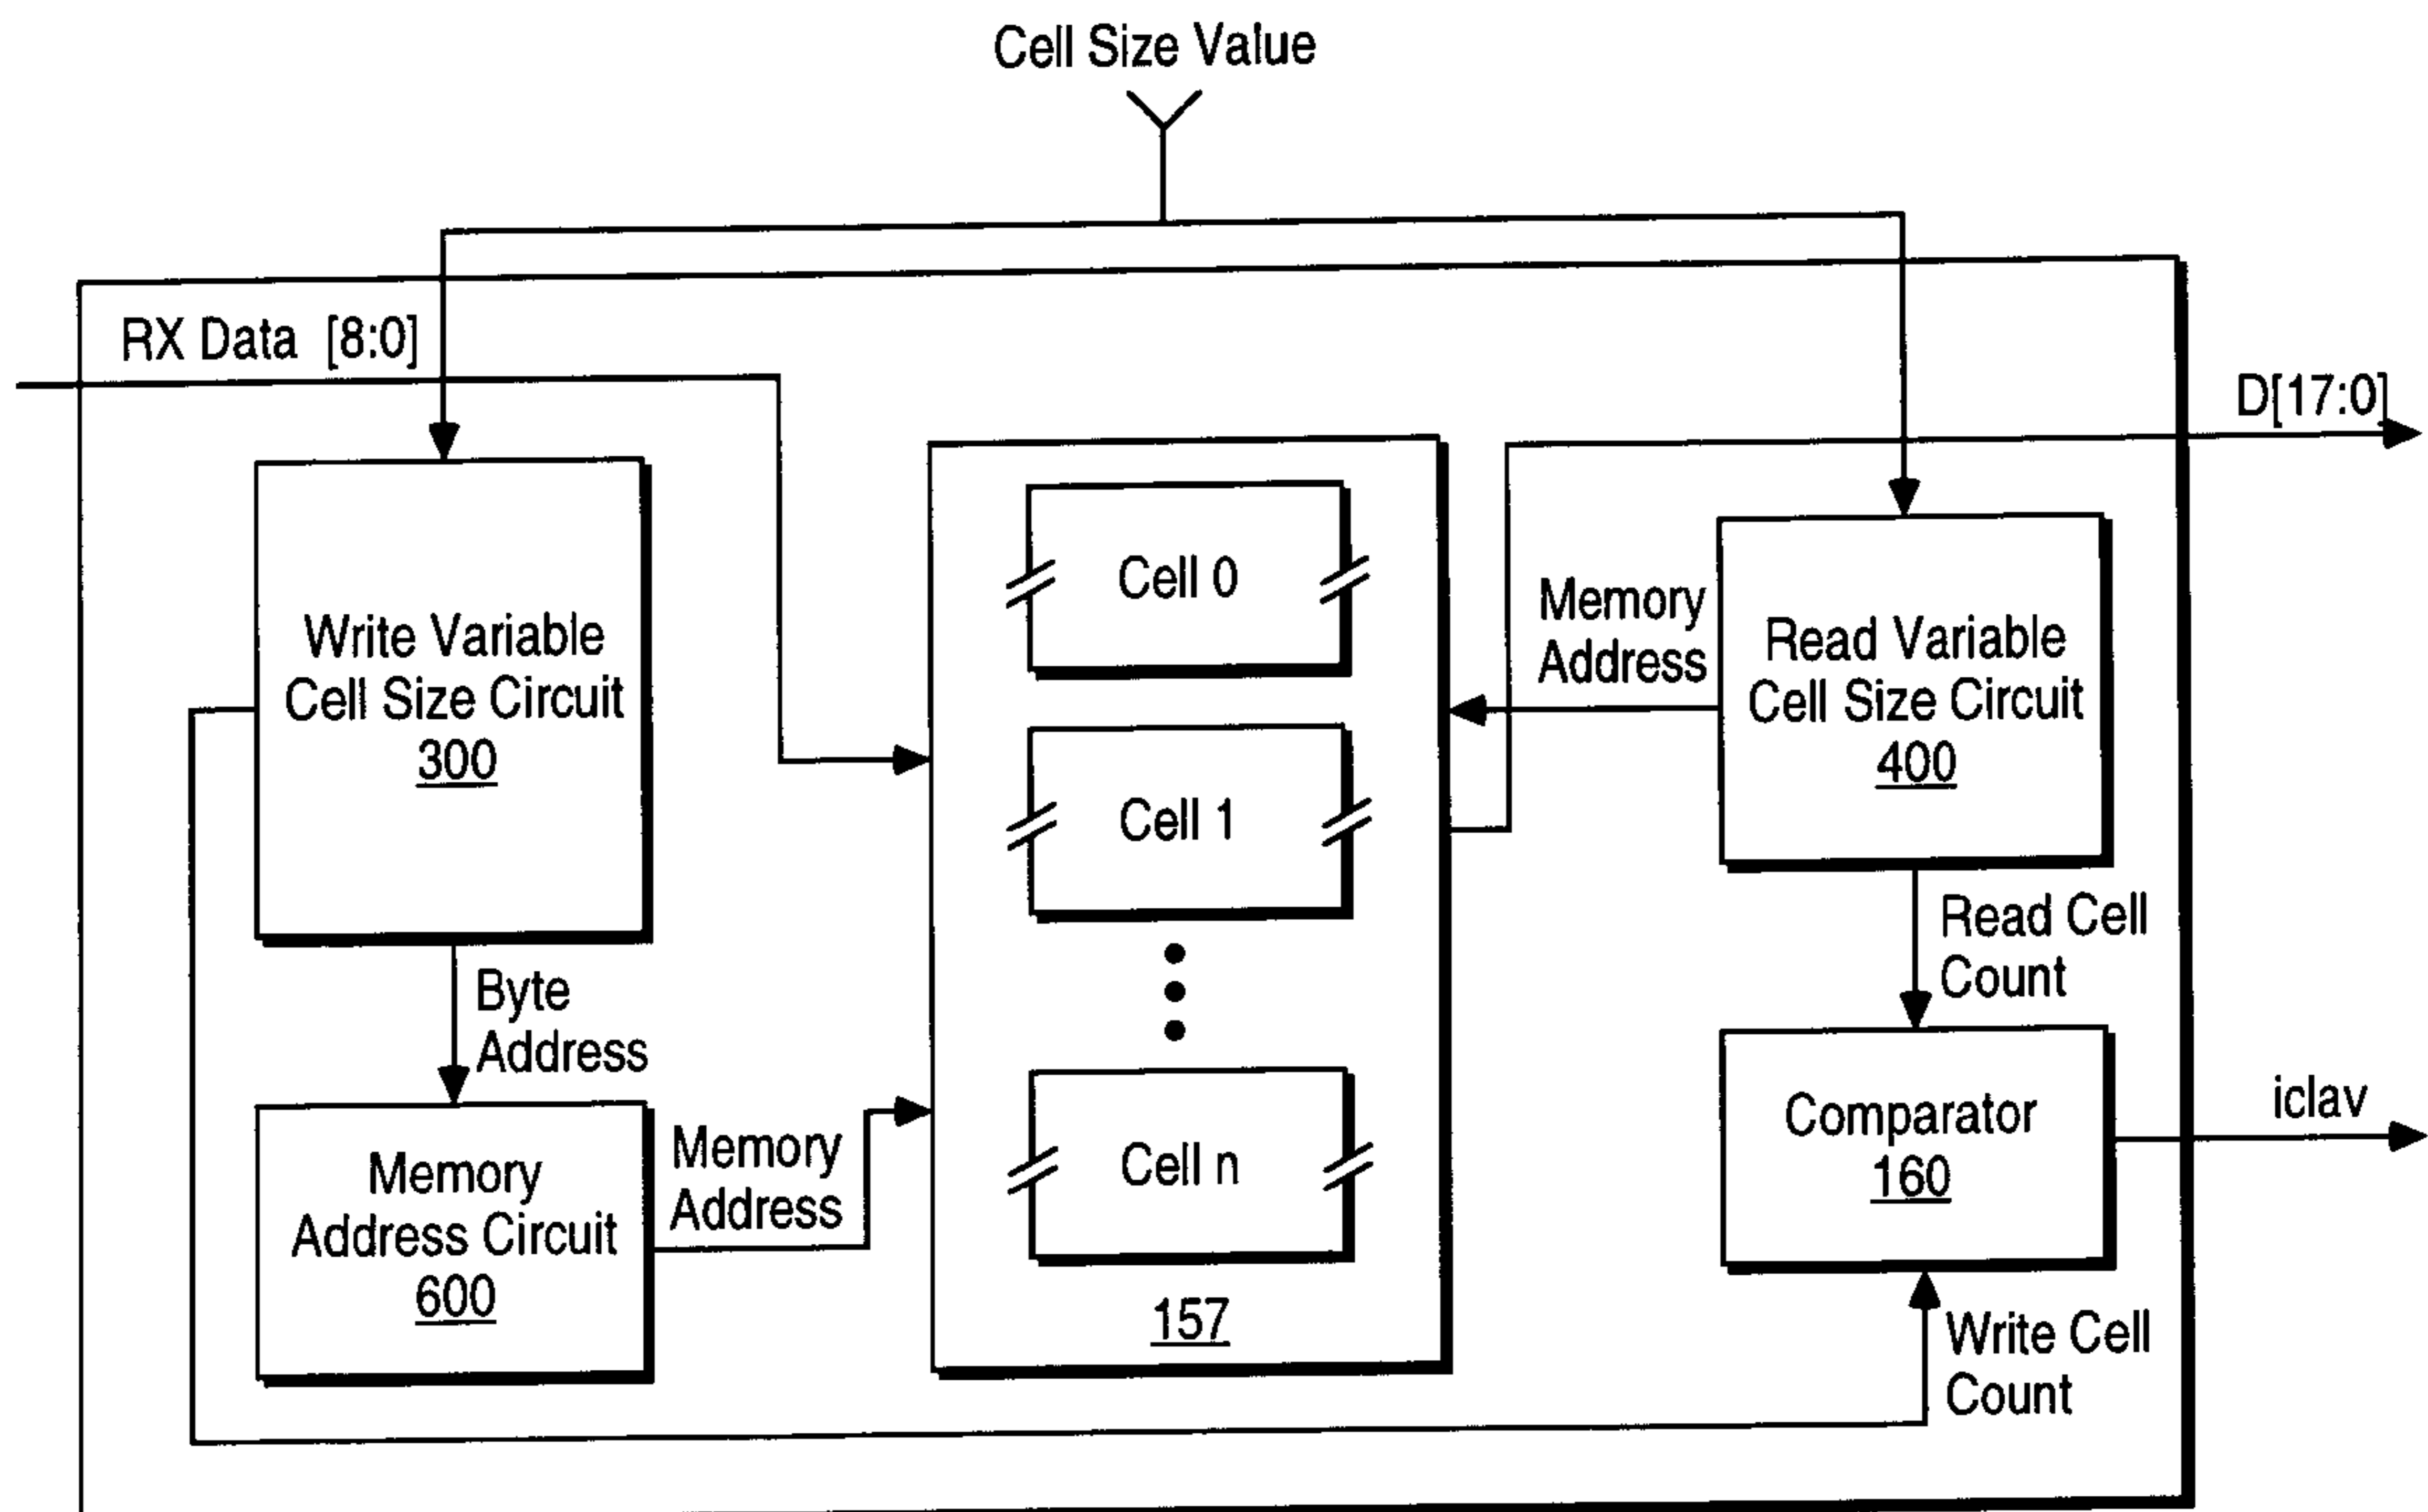 Cell Size Value
RX Data [8:0]
D[17:0]
Write Variable
Cell Size Circuit
300
Cell 0
Memory
Address
Read Variable
Cell Size Circuit
400
Cell 1
Read Cell
Count
Byte
Address
Memory
Address Circuit
600
Memory
Address
Cell n
157
Comparator
160
iclav
Write Cell
Count